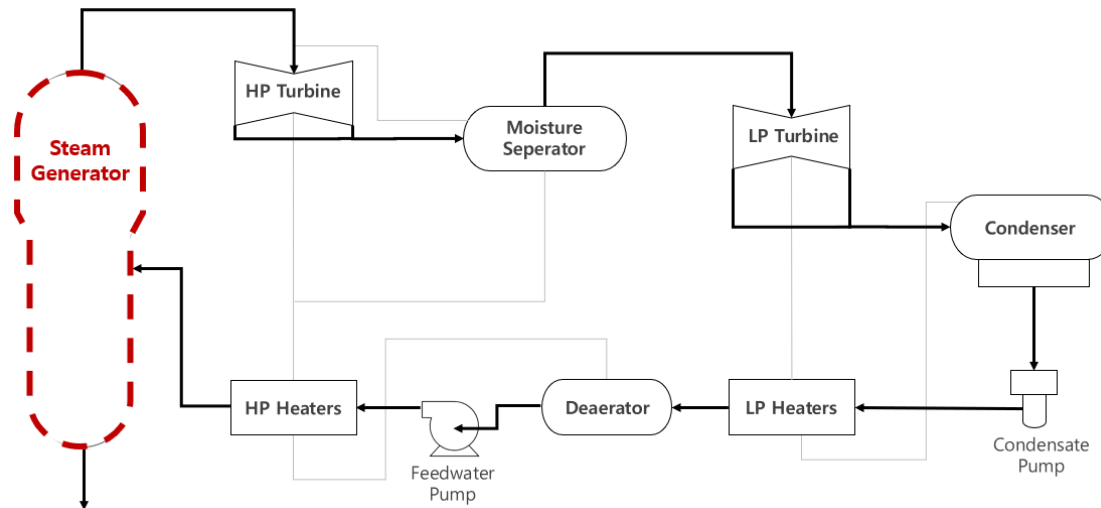 HP Turbine
Moisture
Seperator
LP Turbine
Steam
Generator
Condenser
HP Heaters
Deaerator
LP Heaters
Feedwater
Pump
Condensate
Pump